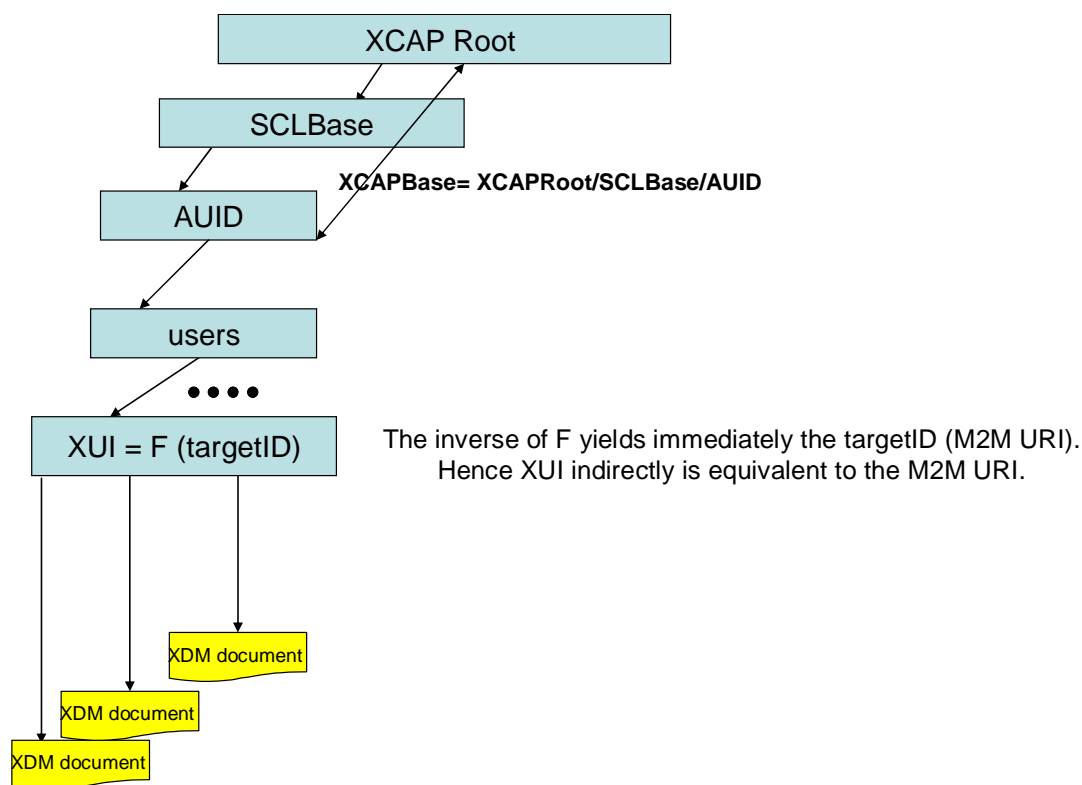 XCAP Root
SCLBase
XCAPBase= XCAPRoot/SCLBase/AUID
AUID
users
XUI = F (targetID)
The inverse of F yields immediately the targetID (M2M URI).
Hence XUI indirectly is equivalent to the M2M URI.
XDM document
XDM document
XDM document